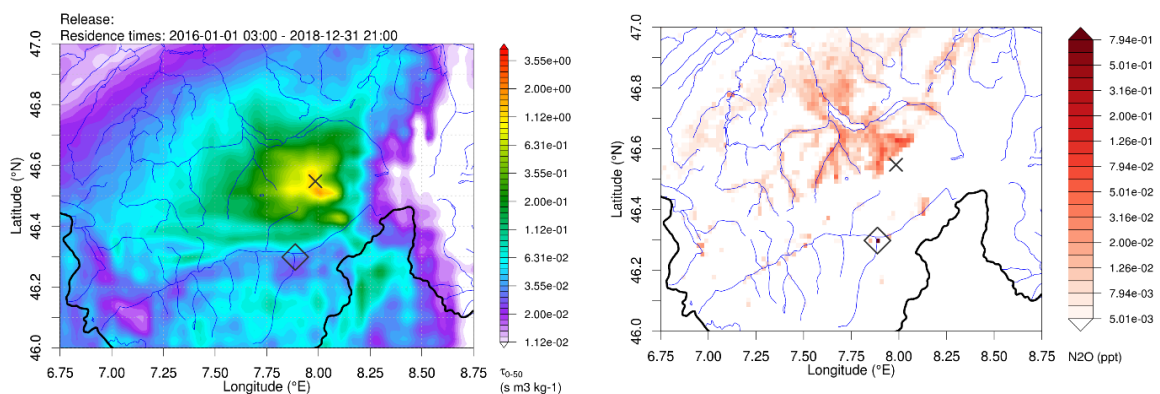 Release:
Residence times: 2016-01-01 03:00 - 2018-12-31 21:00
47.0
46.8
46.6
46.4
46.2
46.0
Latitude (°N)
6.75 7.00 7.25 7.50 7.75 8.00 8.25 8.50 8.75
Longitude (°E)
3.55e+00
2.00e+00
1.12e+00
6.31e-01
3.55e-01
2.00e-01
1.12e-01
6.31e-02
3.55e-02
2.00e-02
1.12e-02
τ0-50
(s m3 kg-1)
47.0
46.8
46.6
46.4
46.2
46.0
Latitude (°N)
6.75 7.00 7.25 7.50 7.75 8.00 8.25 8.50 8.75
Longitude (°E)
7.94e-01
5.01e-01
3.16e-01
2.00e-01
1.26e-01
7.94e-02
5.01e-02
3.16e-02
2.00e-02
1.26e-02
7.94e-03
5.01e-03
N2O (ppt)